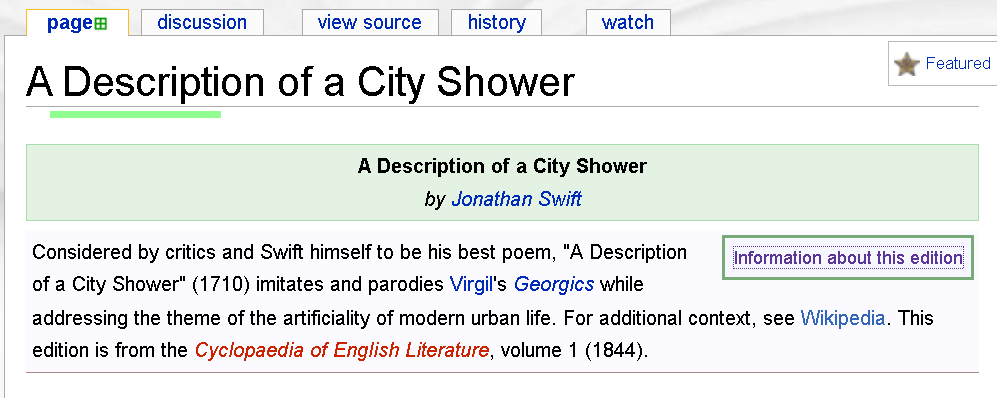 page
discussion
view source
history
watch
A Description of a City Shower
Featured
A Description of a City Shower
by Jonathan Swift
Considered by critics and Swift himself to be his best poem, "A Description
of a City Shower" (1710) imitates and parodies Virgil's Georgics while
addressing the theme of the artificiality of modern urban life. For additional context, see Wikipedia. This
edition is from the Cyclopaedia of English Literature, volume 1 (1844).
Information about this edition